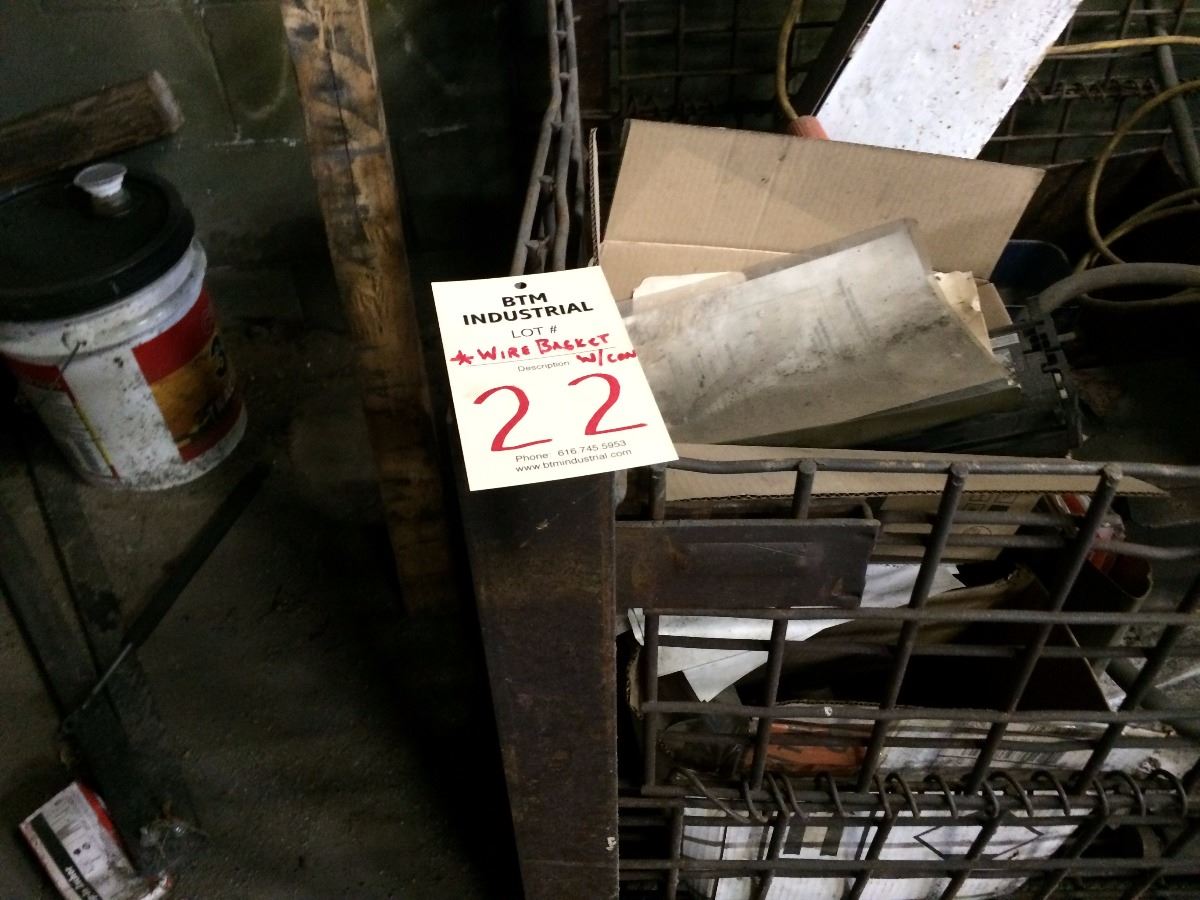 BTM
INDUSTRIAL
LOT #
* WIRE BASKET
Description W/CON
22
Phone 616.745.5953
www.btmindustrial.com